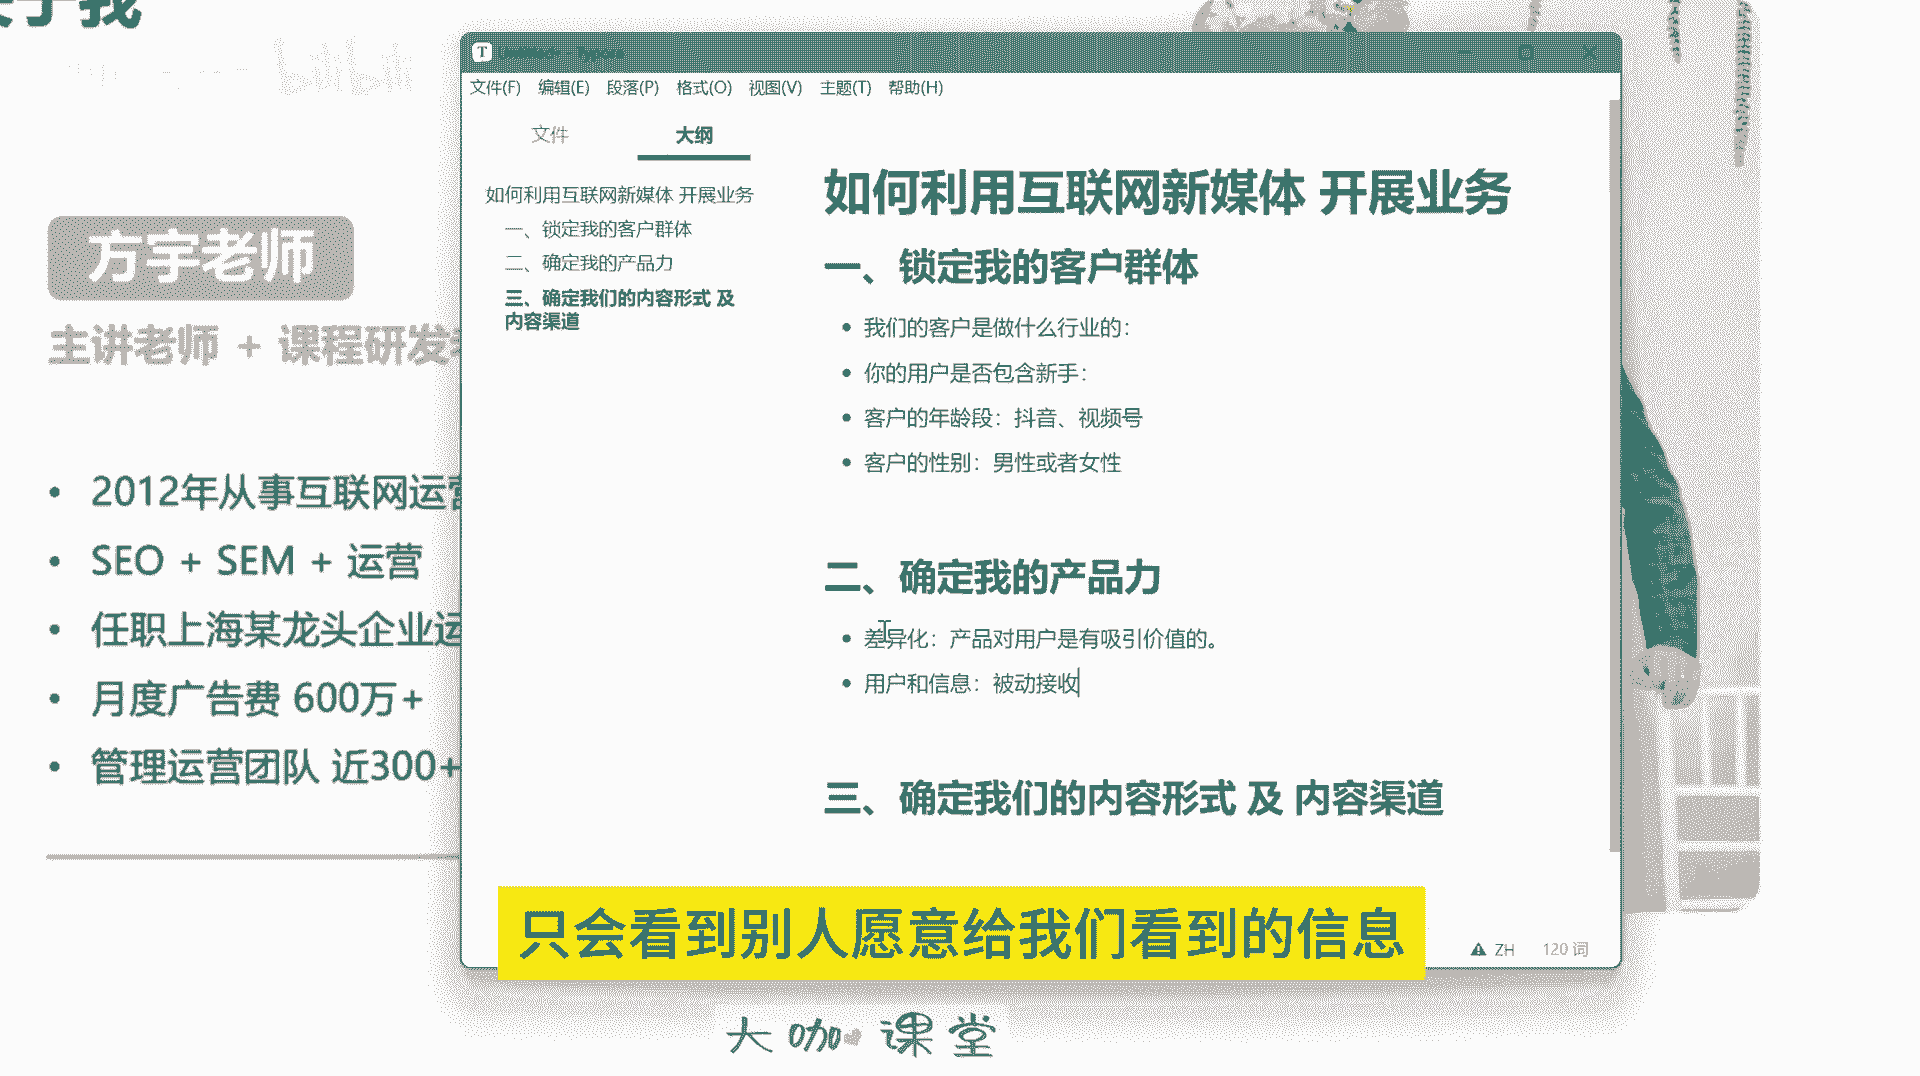 于我
bilibili
方宇老师
主讲老师 + 课程研发
• 2012年从事互联网运营
• SEO + SEM + 运营
• 任职上海某龙头企业运
• 月度广告费 600万+
• 管理运营团队 近300+
文件(F) 编辑(E) 段落(P) 格式(O) 视图(V) 主题(T) 帮助(H)
文件 大纲
如何利用互联网新媒体 开展业务
一、锁定我的客户群体
二、确定我的产品力
三、确定我们的内容形式 及
内容渠道
如何利用互联网新媒体 开展业务
一、锁定我的客户群体
• 我们的客户是做什么行业的:
• 你的用户是否包含新手:
• 客户的年龄段：抖音、视频号
• 客户的性别：男性或者女性
二、确定我的产品力
• 差异化：产品对用户是有吸引价值的。
• 用户和信息：被动接收
三、确定我们的内容形式 及 内容渠道
只会看到别人愿意给我们看到的信息
ZH 120 词
大咖课堂